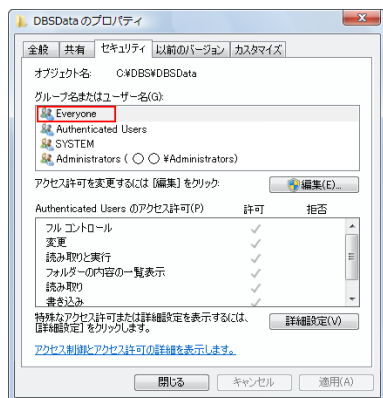 DBSData のプロパティ
全般 共有 セキュリティ 以前のバージョン カスタマイズ
オブジェクト名: C:¥DBS¥DBSData
グループ名またはユーザー名(G):
Everyone
Authenticated Users
SYSTEM
Administrators ( 〇 〇 ¥Administrators)
アクセス許可を変更するには [編集] をクリック: 編集(E)...
Authenticated Users のアクセス許可(P) 許可 拒否
フル コントロール
変更
読み取りと実行
フォルダーの内容の一覧表示
読み取り
書き込み
特殊なアクセス許可または詳細設定を表示するには、 詳細設定(V)
[詳細設定] をクリックします。
アクセス制御とアクセス許可の詳細を表示します。
閉じる キャンセル 適用(A)